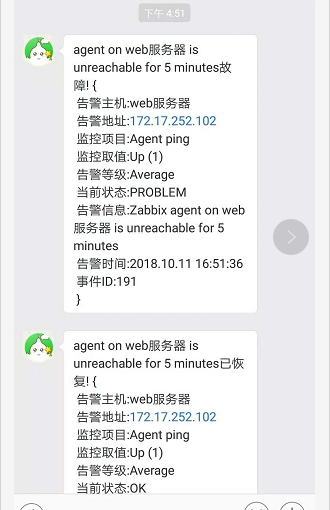 下午 4:51
agent on web服务器 is
unreachable for 5 minutes故
障! {
告警主机:web服务器
告警地址:172.17.252.102
监控项目:Agent ping
监控取值:Up (1)
告警等级:Average
当前状态:PROBLEM
告警信息:Zabbix agent on web
服务器 is unreachable for 5
minutes
告警时间:2018.10.11 16:51:36
事件ID:191
}
agent on web服务器 is
unreachable for 5 minutes已恢
复! {
告警主机:web服务器
告警地址:172.17.252.102
监控项目:Agent ping
监控取值:Up (1)
告警等级:Average
当前状态:OK